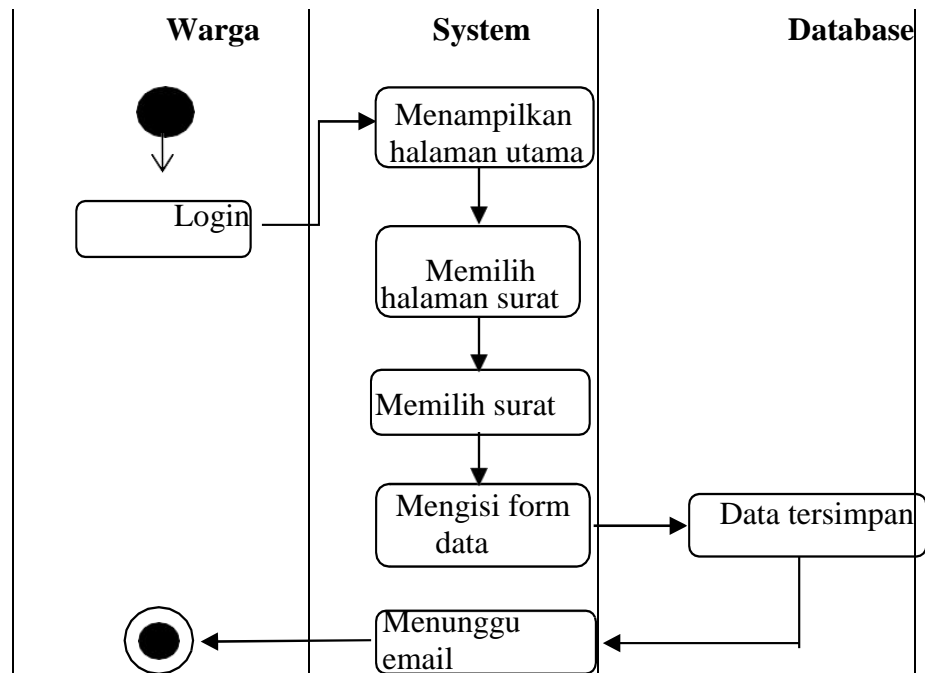 Warga
System
Database
Menampilkan
halaman utama
Login
Memilih
halaman surat
Memilih surat
Mengisi form
data
Data tersimpan
Menunggu
email